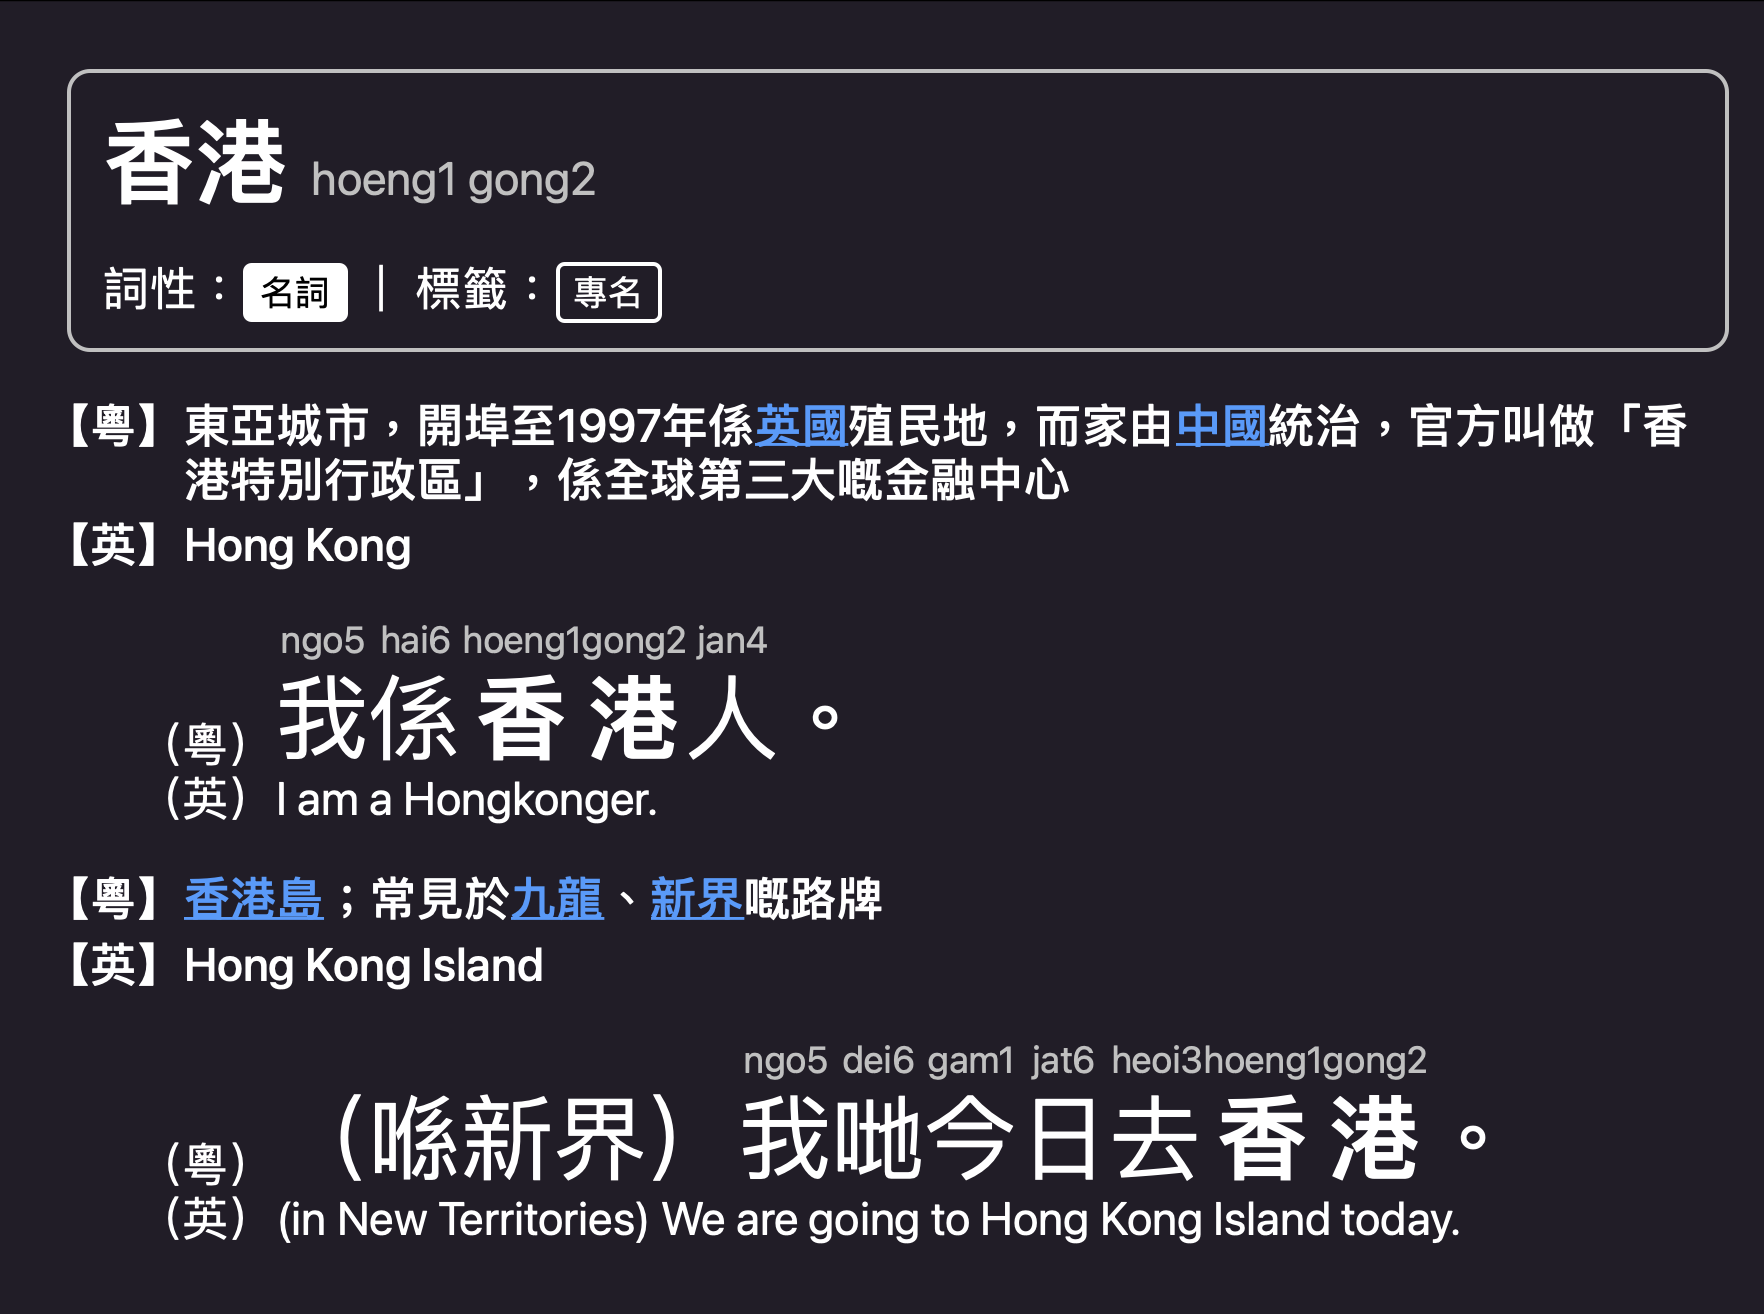 香港 hoeng1 gong2
詞性：名詞｜標籤：專名
【粵】東亞城市，開埠至1997年係英國殖民地，而家由中國統治，官方叫做「香
港特別行政區」，係全球第三大嘅金融中心
【英】Hong Kong
ngo5 hai6 hoeng1gong2 jan4
（粵）我係香港人。
（英）I am a Hongkonger.
【粵】香港島；常見於九龍、新界嘅路牌
【英】Hong Kong Island
ngo5 dei6 gam1 jat6 heoi3hoeng1gong2
（粵）（喺新界）我哋今日去香港。
（英）(in New Territories) We are going to Hong Kong Island today.